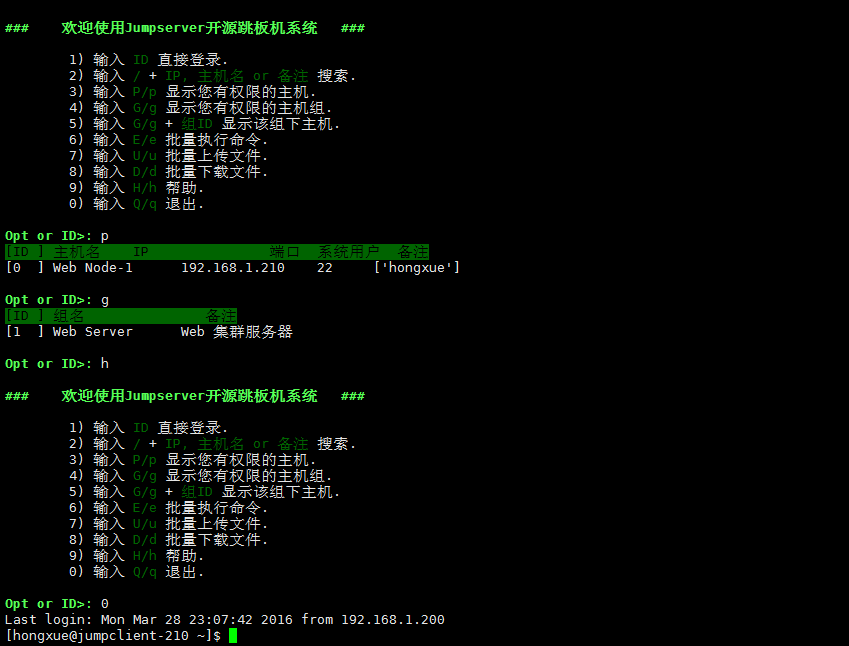 ###    欢迎使用Jumpserver开源跳板机系统   ###
1) 输入 ID 直接登录.
2) 输入 / + IP, 主机名 or 备注 搜索.
3) 输入 P/p 显示您有权限的主机.
4) 输入 G/g 显示您有权限的主机组.
5) 输入 G/g + 组ID 显示该组下主机.
6) 输入 E/e 批量执行命令.
7) 输入 U/u 批量上传文件.
8) 输入 D/d 批量下载文件.
9) 输入 H/h 帮助.
0) 输入 Q/q 退出.
Opt or ID>: p
[ID ] 主机名    IP               端口  系统用户  备注
[0  ] Web Node-1      192.168.1.210    22     ['hongxue']
Opt or ID>: g
[ID ] 组名               备注
[1  ] Web Server      Web 集群服务器
Opt or ID>: h
###    欢迎使用Jumpserver开源跳板机系统   ###
1) 输入 ID 直接登录.
2) 输入 / + IP, 主机名 or 备注 搜索.
3) 输入 P/p 显示您有权限的主机.
4) 输入 G/g 显示您有权限的主机组.
5) 输入 G/g + 组ID 显示该组下主机.
6) 输入 E/e 批量执行命令.
7) 输入 U/u 批量上传文件.
8) 输入 D/d 批量下载文件.
9) 输入 H/h 帮助.
0) 输入 Q/q 退出.
Opt or ID>: 0
Last login: Mon Mar 28 23:07:42 2016 from 192.168.1.200
[hongxue@jumpclient-210 ~]$